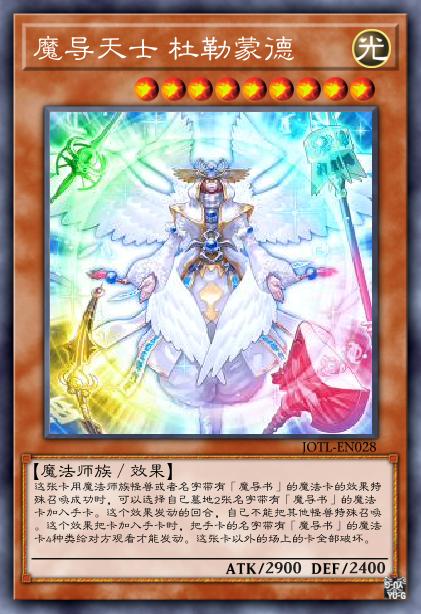 魔导天士 杜勒蒙德
光
JOTL-EN028
【魔法师族／效果】
这张卡用魔法师族怪兽或者名字带有「魔导书」的魔法卡的效果特
殊召唤成功时，可以选择自己墓地2张名字带有「魔导书」的魔法
卡加入手卡。这个效果发动的回合，自己不能把其他怪兽特殊召唤
。这个效果把卡加入手卡时，把手卡的名字带有「魔导书」的魔法
卡4种类给对方观看才能发动。这张卡以外的场上的卡全部破坏。
ATK/2900 DEF/2400